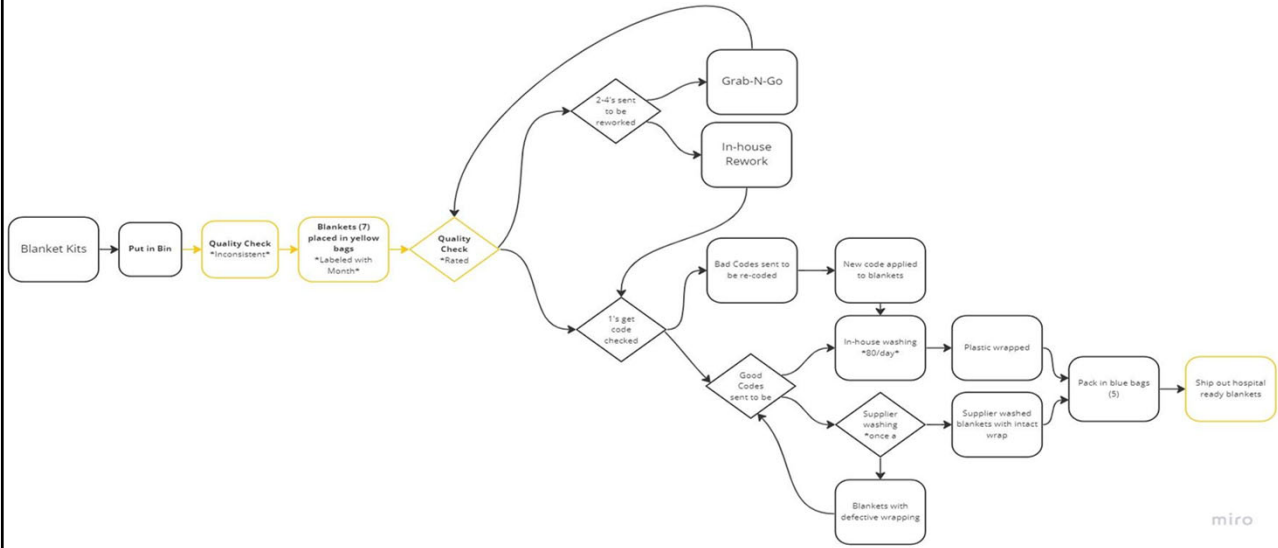 Grab-N-Go
2-4's sent
to be
reworked
In-house
Rework
Blanket Kits
Put in Bin
Quality Check
*Inconsistent*
Blankets (7)
placed in yellow
bags
*Labeled with
Month*
Quality
Check
*Rated
Bad Codes sent to
be re-coded
New code applied
to blankets
1's get
code
checked
In-house washing
*80/day*
Plastic wrapped
Good
Codes
sent to be
Pack in blue bags
(5)
Ship out hospital
ready blankets
Supplier
washing
*once a
Supplier washed
blankets with intact
wrap
Blankets with
defective wrapping
miro